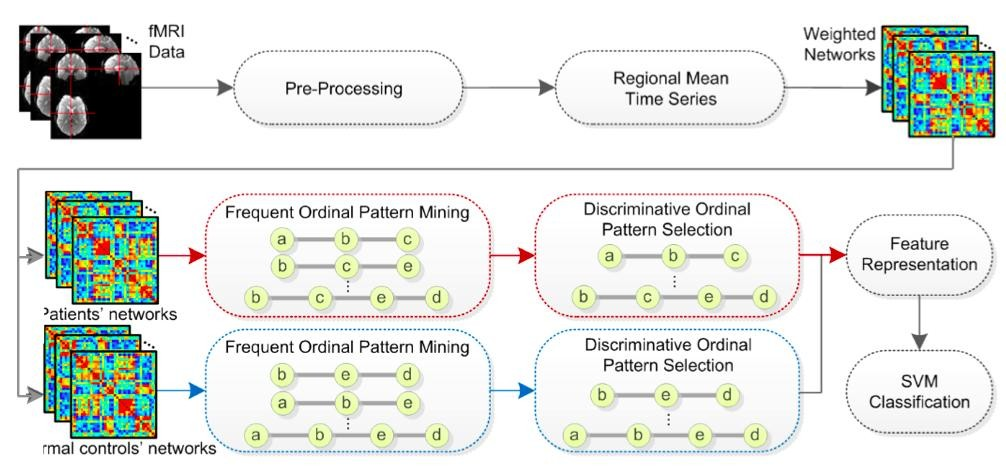 fMRI
Data
Pre-Processing
Regional Mean
Time Series
Weighted
Networks
Patients' networks
Frequent Ordinal Pattern Mining
a b c
b c e
b c e d
Discriminative Ordinal
Pattern Selection
a b c
b c e d
Feature
Representation
rmal controls' networks
Frequent Ordinal Pattern Mining
b e d
a b e
a b e d
Discriminative Ordinal
Pattern Selection
b e d
a b e d
SVM
Classification